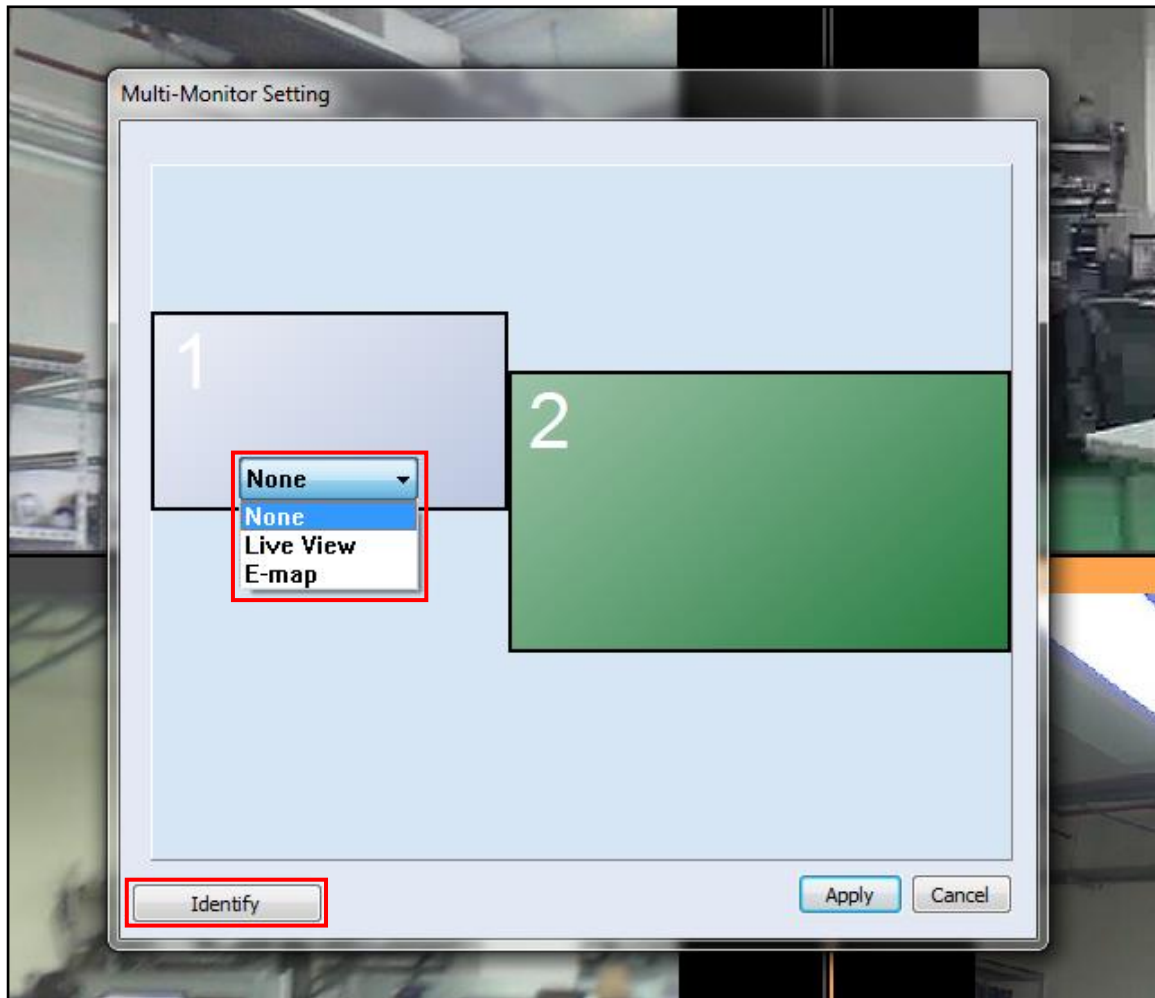 Multi-Monitor Setting
1
2
None
None
Live View
E-map
Identify
Apply
Cancel